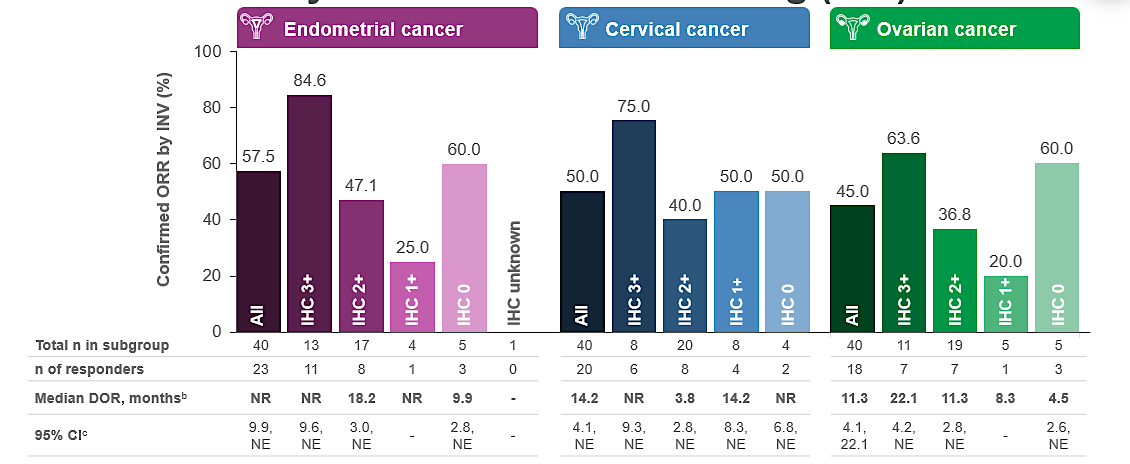 Endometrial cancer
Cervical cancer
Ovarian cancer
Confirmed ORR by INV (%)
100
80
60
40
20
0
57.5
84.6
47.1
25.0
60.0
All
IHC 3+
IHC 2+
IHC 1+
IHC 0
IHC unknown
50.0
75.0
40.0
50.0
50.0
All
IHC 3+
IHC 2+
IHC 1+
IHC 0
45.0
63.6
36.8
20.0
60.0
All
IHC 3+
IHC 2+
IHC 1+
IHC 0
Total n in subgroup 40 13 17 4 5 1 40 8 20 8 4 40 11 19 5 5
n of responders 23 11 8 1 3 0 20 6 8 4 2 18 7 7 1 3
Median DOR, monthsᵇ NR NR 18.2 NR 9.9 - 14.2 NR 3.8 14.2 NR 11.3 22.1 11.3 8.3 4.5
95% CIᶜ 9.9, NE 9.6, NE 3.0, NE - 2.8, NE - 4.1, NE 9.3, NE 2.8, NE 8.3, NE 6.8, NE 4.1, 22.1 4.2, NE 2.8, NE - 2.6, NE